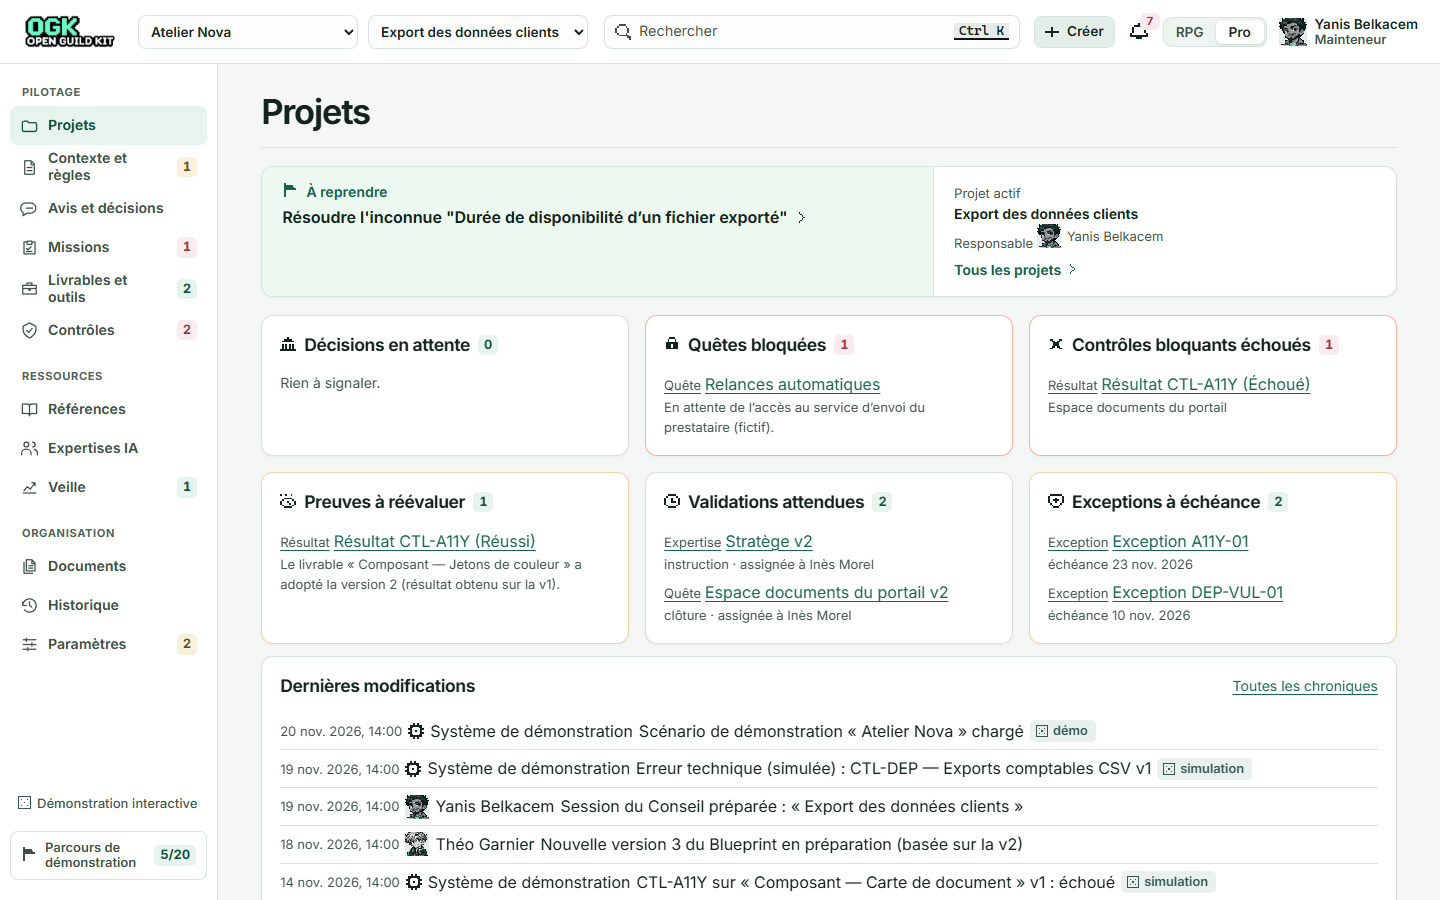 OGK
OPEN GUILD KIT
Atelier Nova
Export des données clients
Rechercher
Ctrl K
Créer
7
RPG
Pro
Yanis Belkacem
Mainteneur
PILOTAGE
Projets
Contexte et
règles
1
Avis et décisions
Missions
1
Livrables et
outils
2
Contrôles
2
RESSOURCES
Références
Expertises IA
Veille
1
ORGANISATION
Documents
Historique
Paramètres
2
Démonstration interactive
Parcours de
démonstration
5/20
Projets
À reprendre
Résoudre l'inconnue "Durée de disponibilité d’un fichier exporté"
Projet actif
Export des données clients
Responsable Yanis Belkacem
Tous les projets
Décisions en attente 0
Rien à signaler.
Quêtes bloquées 1
Quête Relances automatiques
En attente de l’accès au service d’envoi du
prestataire (fictif).
Contrôles bloquants échoués 1
Résultat Résultat CTL-A11Y (Échoué)
Espace documents du portail
Preuves à réévaluer 1
Résultat Résultat CTL-A11Y (Réussi)
Le livrable « Composant — Jetons de couleur » a
adopté la version 2 (résultat obtenu sur la v1).
Validations attendues 2
Expertise Stratège v2
instruction · assignée à Inès Morel
Quête Espace documents du portail v2
clôture · assignée à Inès Morel
Exceptions à échéance 2
Exception Exception A11Y-01
échéance 23 nov. 2026
Exception Exception DEP-VUL-01
échéance 10 nov. 2026
Dernières modifications
Toutes les chroniques
20 nov. 2026, 14:00 Système de démonstration Scénario de démonstration « Atelier Nova » chargé démo
19 nov. 2026, 14:00 Système de démonstration Erreur technique (simulée) : CTL-DEP — Exports comptables CSV v1 simulation
19 nov. 2026, 14:00 Yanis Belkacem Session du Conseil préparée : « Export des données clients »
18 nov. 2026, 14:00 Théo Garnier Nouvelle version 3 du Blueprint en préparation (basée sur la v2)
14 nov. 2026, 14:00 Système de démonstration CTL-A11Y sur « Composant — Carte de document » v1 : échoué simulation